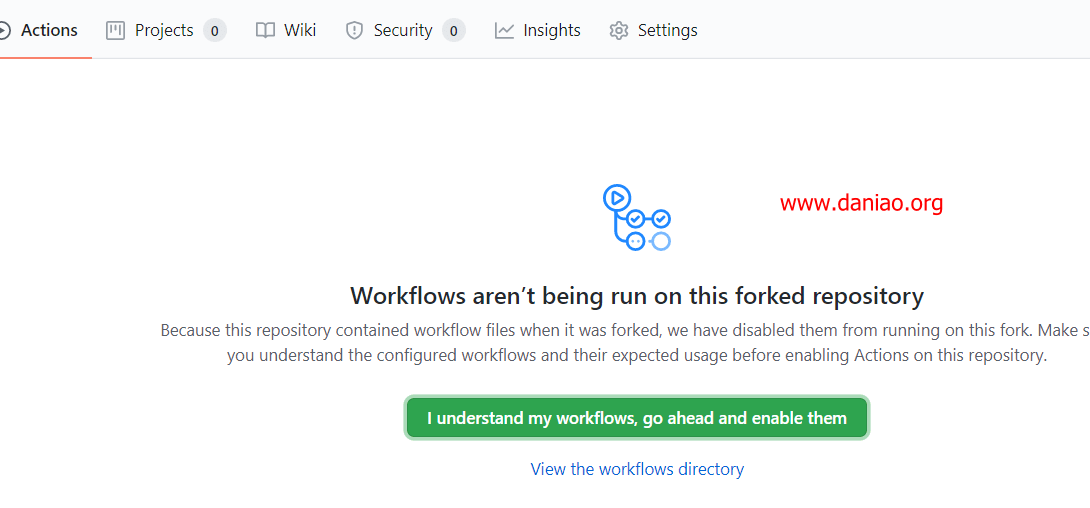 Actions Projects 0 Wiki Security 0 Insights Settings
www.daniao.org
Workflows aren’t being run on this forked repository
Because this repository contained workflow files when it was forked, we have disabled them from running on this fork. Make s
you understand the configured workflows and their expected usage before enabling Actions on this repository.
I understand my workflows, go ahead and enable them
View the workflows directory